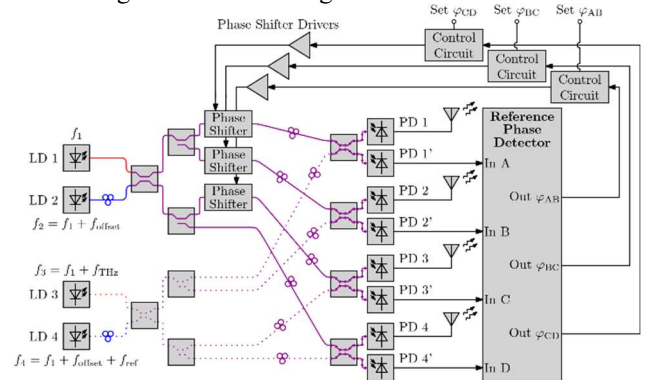 Set φCD
Set φBC
Set φAB
Phase Shifter Drivers
Control
Circuit
Control
Circuit
Control
Circuit
Phase
Shifter
Phase
Shifter
Phase
Shifter
f1
LD 1
LD 2
f2 = f1 + foffset
f3 = f1 + fTHz
LD 3
LD 4
f4 = f1 + foffset + fref
PD 1
PD 1'
PD 2
PD 2'
PD 3
PD 3'
PD 4
PD 4'
Reference
Phase
Detector
In A
Out φAB
In B
Out φBC
In C
Out φCD
In D